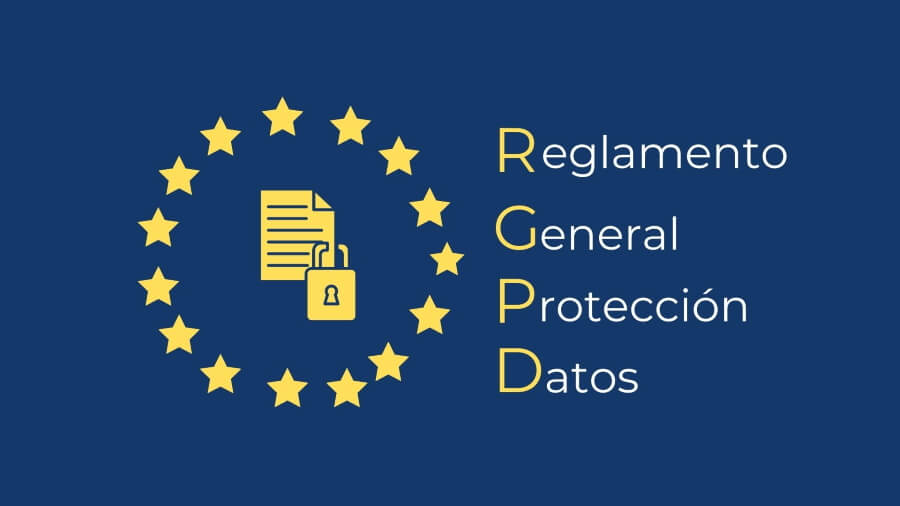 Reglamento
General
Protección
Datos